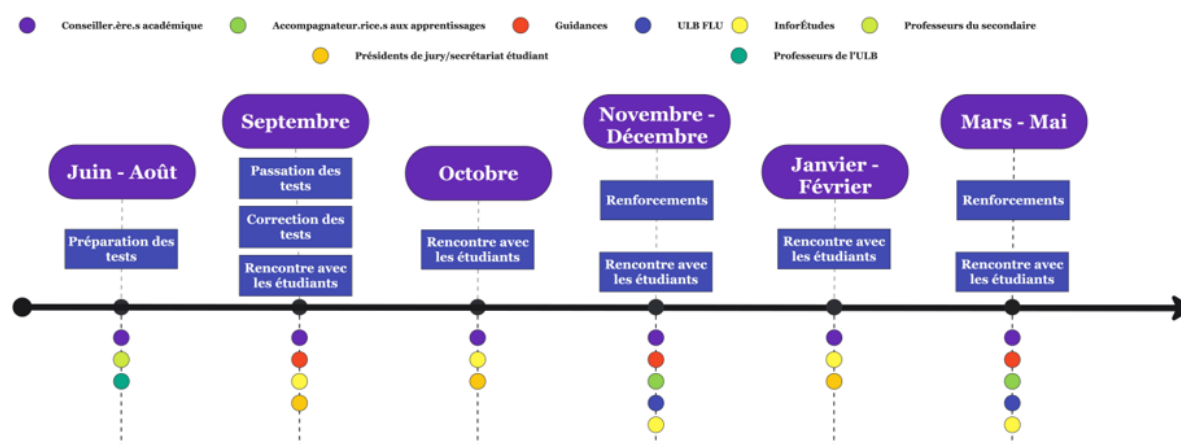 Conseiller.ère.s académique
Accompagnateur.rice.s aux apprentissages
Guidances
ULB FLU
InforÉtudes
Professeurs du secondaire
Présidents de jury/secrétariat étudiant
Professeurs de l'ULB
Juin - Août
Préparation des
tests
Septembre
Passation des
tests
Correction des
tests
Rencontre avec
les étudiants
Octobre
Rencontre avec
les étudiants
Novembre -
Décembre
Renforcements
Rencontre avec
les étudiants
Janvier -
Février
Rencontre avec
les étudiants
Mars - Mai
Renforcements
Rencontre avec
les étudiants